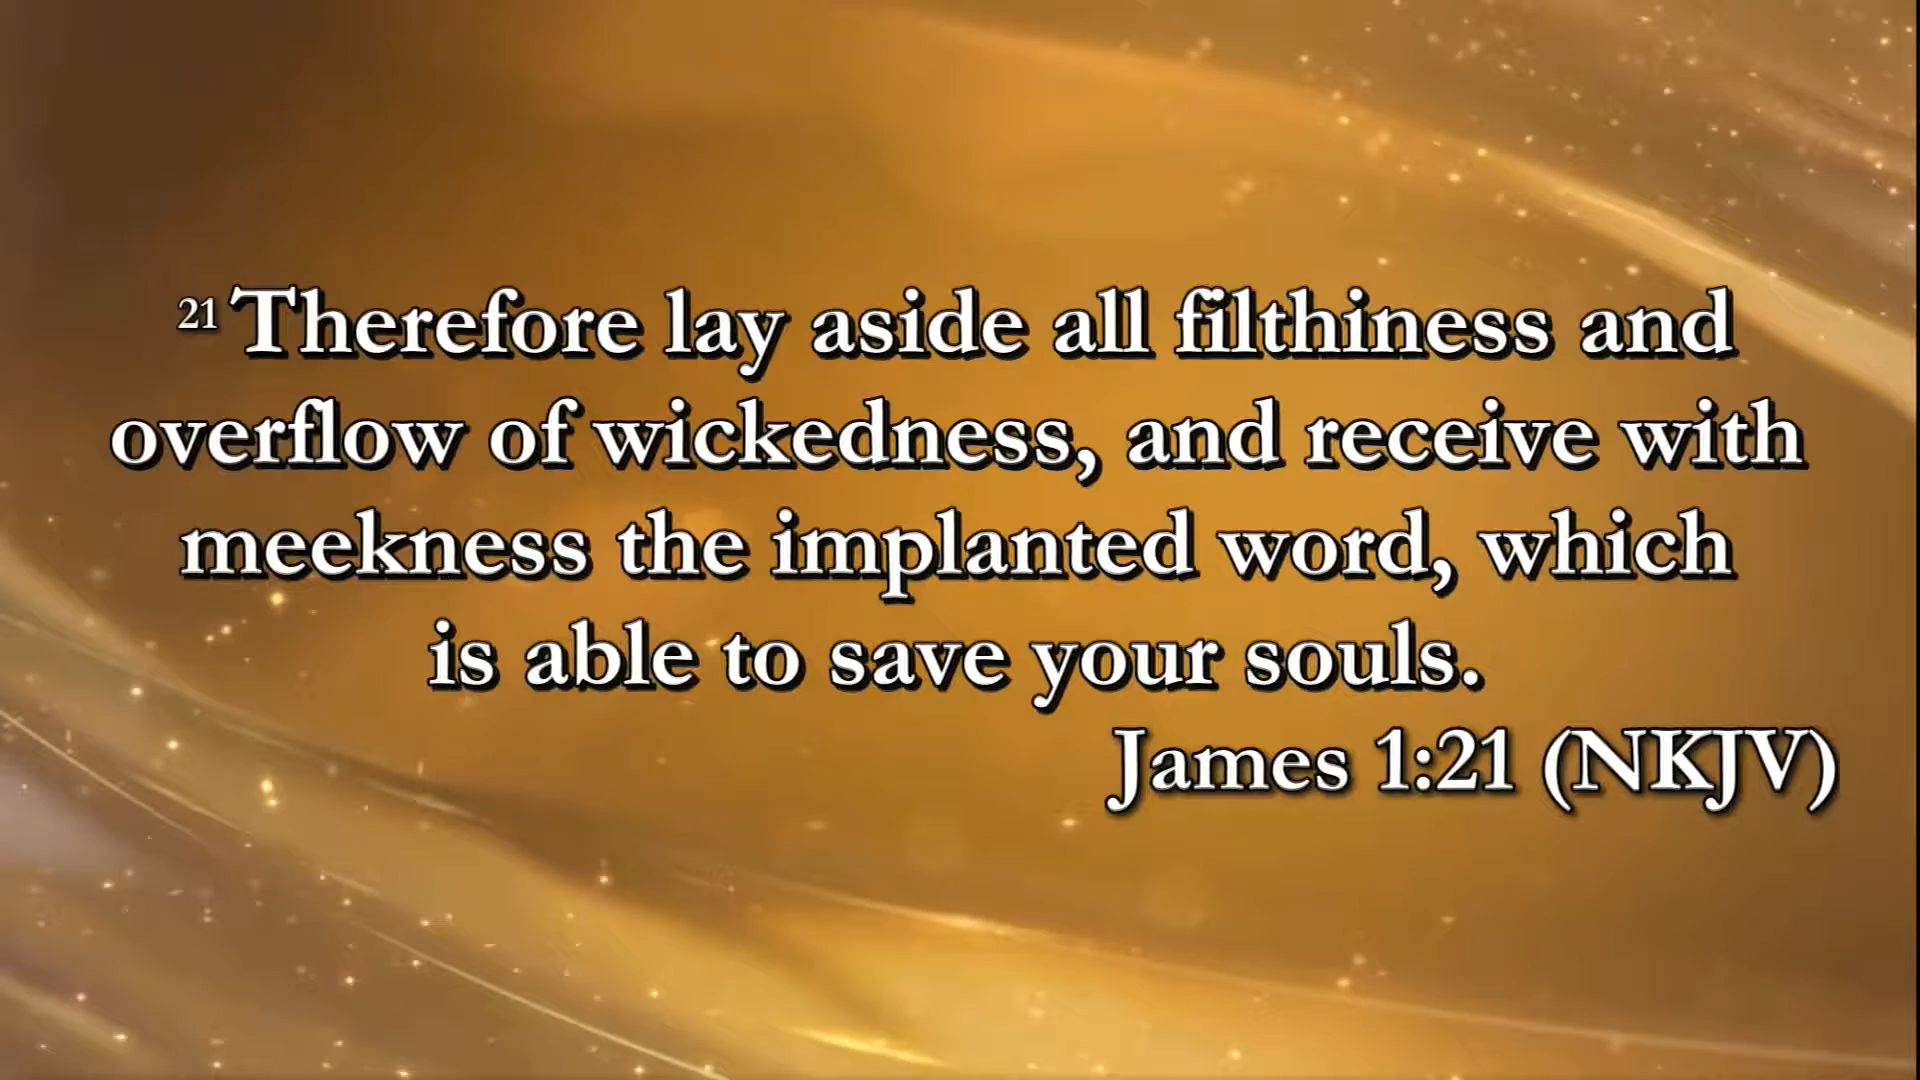 21 Therefore lay aside all filthiness and
overflow of wickedness, and receive with
meekness the implanted word, which
is able to save your souls.
James 1:21 (NKJV)